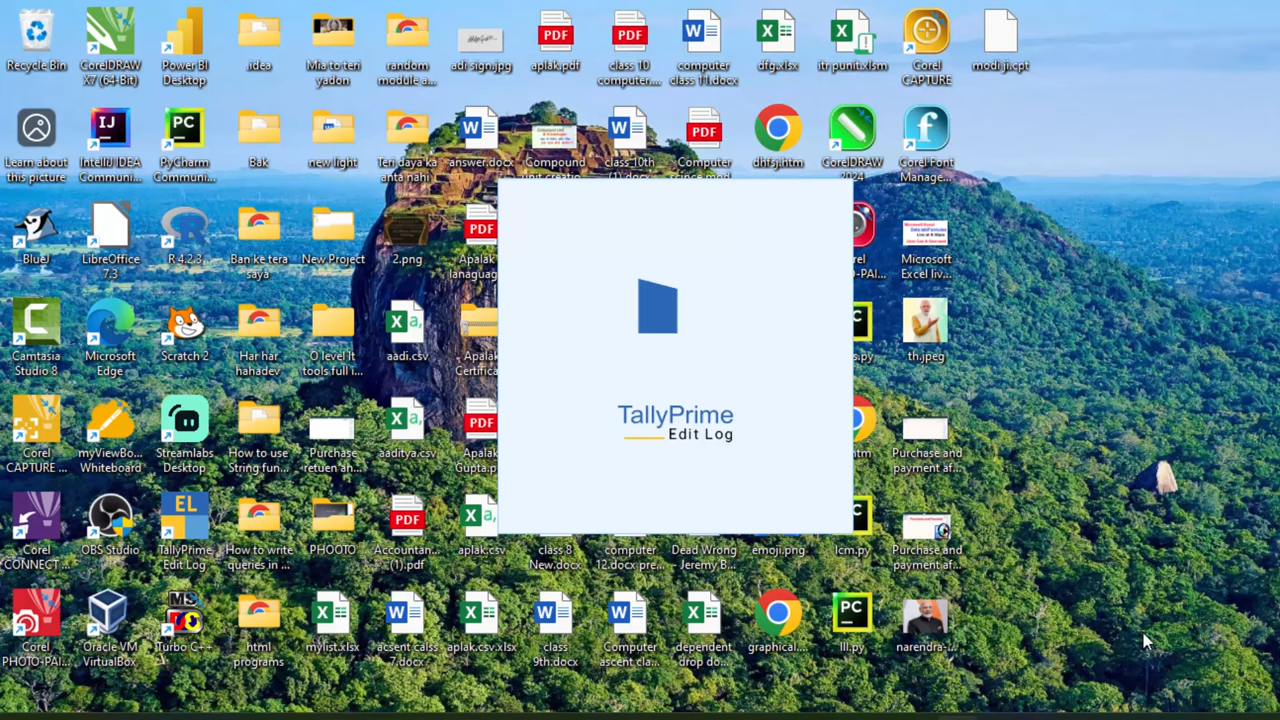 Recycle Bin
CorelDRAW
X7 (64-Bit)
Power BI
Desktop
.idea
Mia to teri
yadon
random
module a...
adi sign.jpg
aplak.pdf
class 10
computer....
computer
class 11.docx
dfg.xlsx
itr punit.xlsm
Corel
CAPTURE
modi ji.cpt
Learn about
this picture
IntelliJ IDEA
Communi...
PyCharm
Communi...
Bak
new light
Teri daya ka
anta nahi
answer.docx
Compound
unit creatio...
class 10th
(1).docx
Computer
dhfsj.htm
CorelDRAW
2024
Corel Font
Manage...
BlueJ
LibreOffice
7.3
R 4.2.3
Ban ke tera
saya
New Project
2.png
Apalak
Microsoft
Excel liv...
Camtasia
Studio 8
Microsoft
Edge
Scratch 2
Har har
hahadev
O level It
tools full i...
aadi.csv
Apalak
th.jpeg
TallyPrime
Edit Log
Corel
CAPTURE ...
myViewBo...
Whiteboard
Streamlabs
Desktop
How to use
String fun...
Purchase
retuen an...
aaditya.csv
Apalak
Gupta.p
Purchase and
payment af...
Corel
CONNECT ...
OBS Studio
TallyPrime
Edit Log
How to write
queries in ...
PHOOTO
Accountan...
(1).pdf
aplak.csv
class 8
New.docx
computer
12.docx pre...
Dead Wrong
- Jeremy B...
emoji.png
lcm.py
Purchase and
payment af...
Corel
PHOTO-PAI...
Oracle VM
VirtualBox
Turbo C++
html
programs
mylist.xlsx
acsent calss
7.docx
aplak.csv.xlsx
class
9th.docx
Computer
ascent cla...
dependent
drop do...
graphical....
lll.py
narendra-...